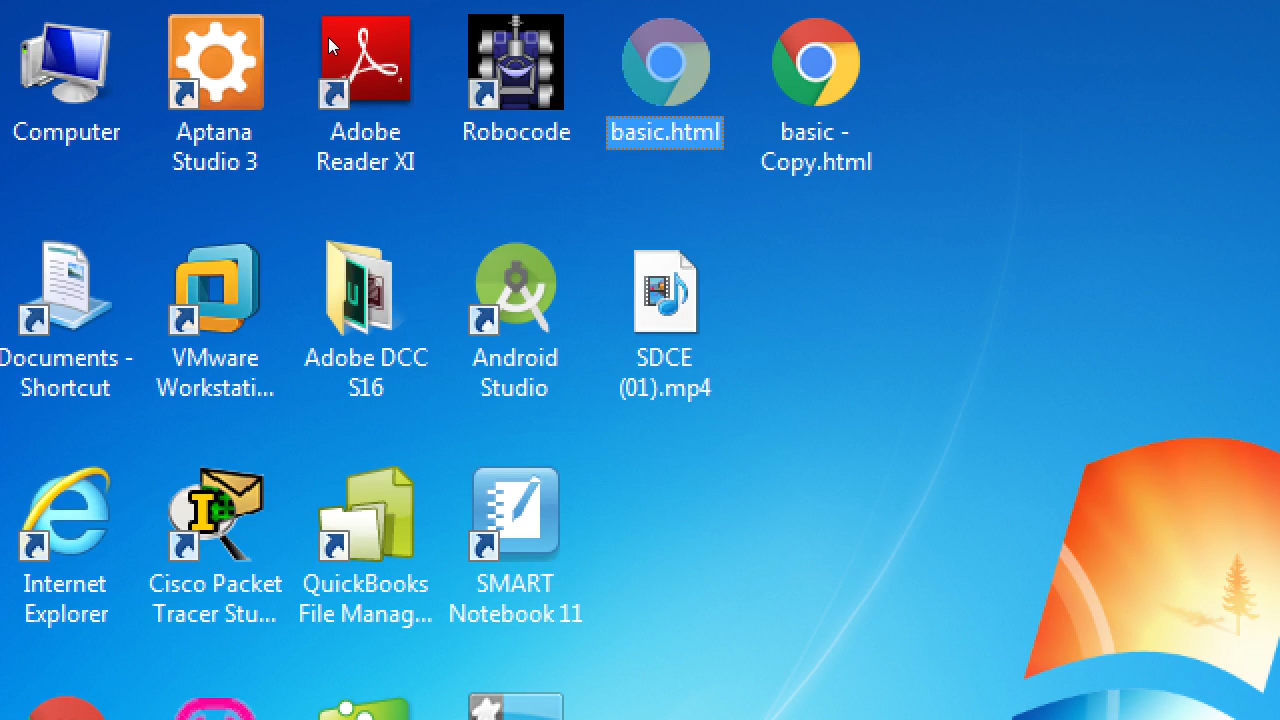 Computer
Aptana
Studio 3
Adobe
Reader XI
Robocode
basic.html
basic -
Copy.html
Documents -
Shortcut
VMware
Workstati...
Adobe DCC
S16
Android
Studio
SDCE
(01).mp4
Internet
Explorer
Cisco Packet
Tracer Stu...
QuickBooks
File Manag...
SMART
Notebook 11